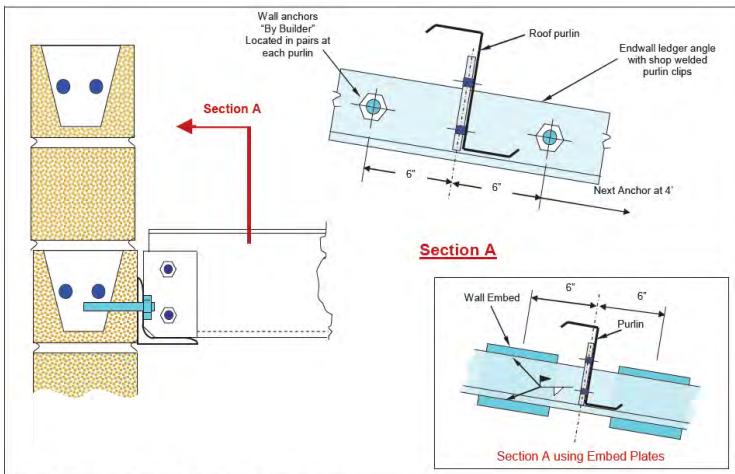 Wall anchors
"By Builder"
Located in pairs at
each purlin
Roof purlin
Endwall ledger angle
with shop welded
purlin clips
Section A
6"
6"
Next Anchor at 4'
Section A
Wall Embed
6"
6"
Purlin
Section A using Embed Plates